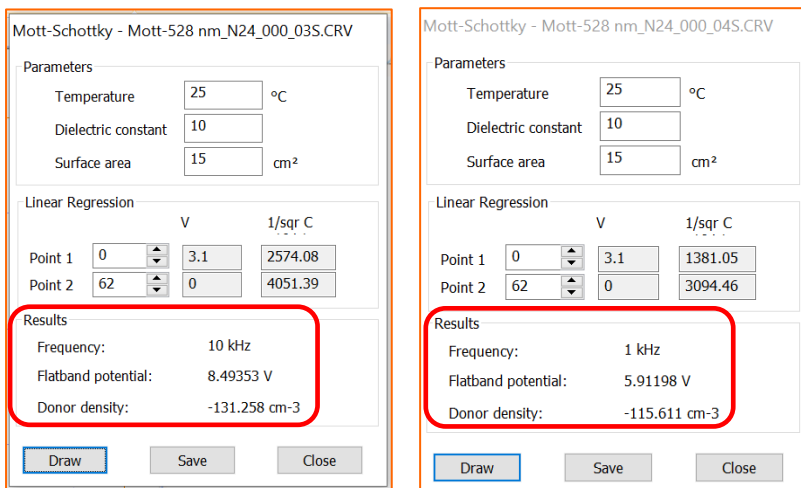 Mott-Schottky - Mott-528 nm_N24_000_03S.CRV
Parameters
Temperature 25 ºC
Dielectric constant 10
Surface area 15 cm²
Linear Regression
V 1/sqr C
Point 1 0 3.1 2574.08
Point 2 62 0 4051.39
Results
Frequency: 10 kHz
Flatband potential: 8.49353 V
Donor density: -131.258 cm-3
Draw Save Close
Mott-Schottky - Mott-528 nm_N24_000_04S.CRV
Parameters
Temperature 25 ºC
Dielectric constant 10
Surface area 15 cm²
Linear Regression
V 1/sqr C
Point 1 0 3.1 1381.05
Point 2 62 0 3094.46
Results
Frequency: 1 kHz
Flatband potential: 5.91198 V
Donor density: -115.611 cm-3
Draw Save Close